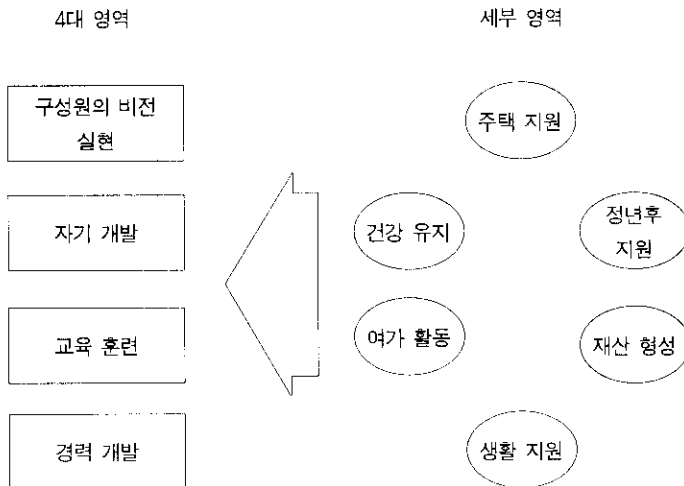 4대 영역
세부 영역
구성원의 비전
실현
자기 개발
교육 훈련
경력 개발
주택 지원
건강 유지
정년후
지원
여가 활동
재산 형성
생활 지원